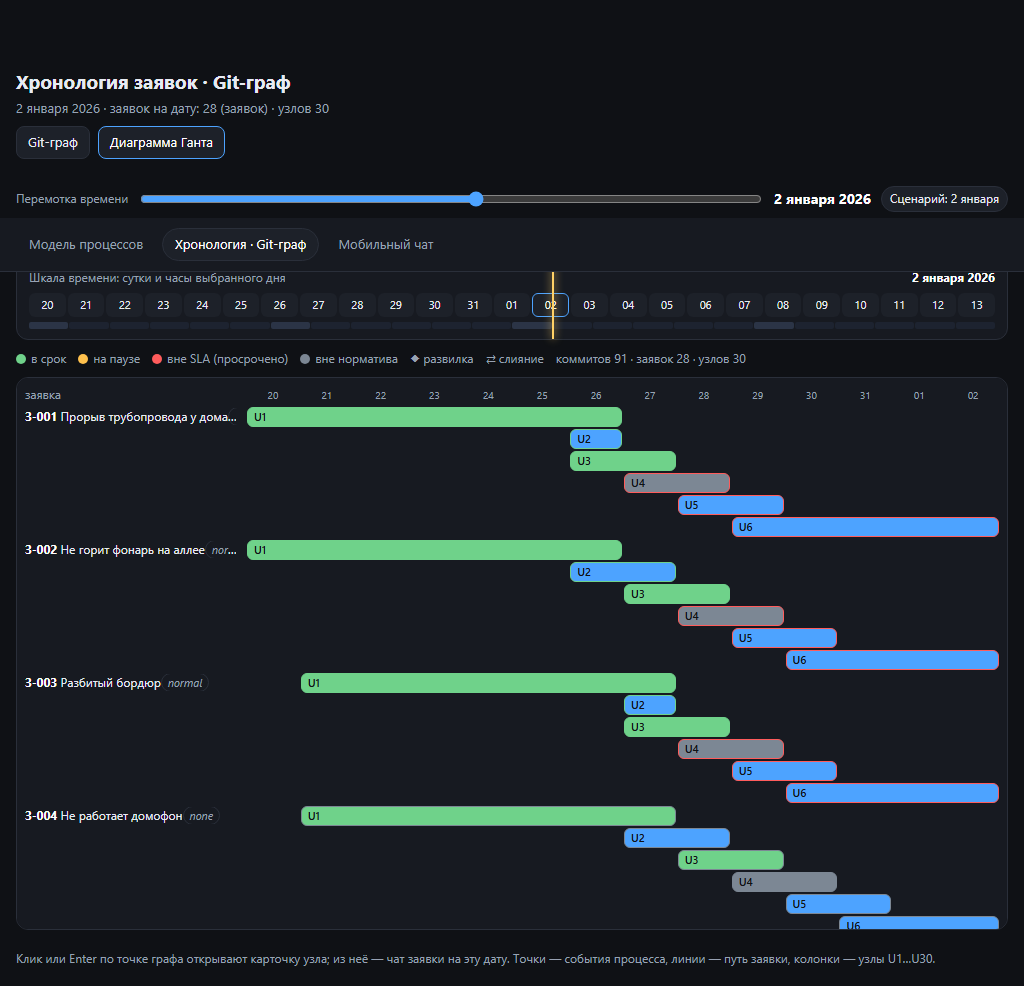 Хронология заявок · Git-граф
2 января 2026 · заявок на дату: 28 (заявок) · узлов 30
Git-граф Диаграмма Ганта
Перемотка времени 2 января 2026 Сценарий: 2 января
Модель процессов Хронология · Git-граф Мобильный чат
Шкала времени: сутки и часы выбранного дня 2 января 2026
20 21 22 23 24 25 26 27 28 29 30 31 01 02 03 04 05 06 07 08 09 10 11 12 13
в срок на паузе вне SLA (просрочено) вне норматива ◆ развилка ⇄ слияние коммитов 91 · заявок 28 · узлов 30
заявка 20 21 22 23 24 25 26 27 28 29 30 31 01 02
З-001 Прорыв трубопровода у дома... U1
U2
U3
U4
U5
U6
З-002 Не горит фонарь на аллее nor... U1
U2
U3
U4
U5
U6
З-003 Разбитый бордюр normal U1
U2
U3
U4
U5
U6
З-004 Не работает домофон none U1
U2
U3
U4
U5
U6
Клик или Enter по точке графа открывают карточку узла; из неё — чат заявки на эту дату. Точки — события процесса, линии — путь заявки, колонки — узлы U1…U30.